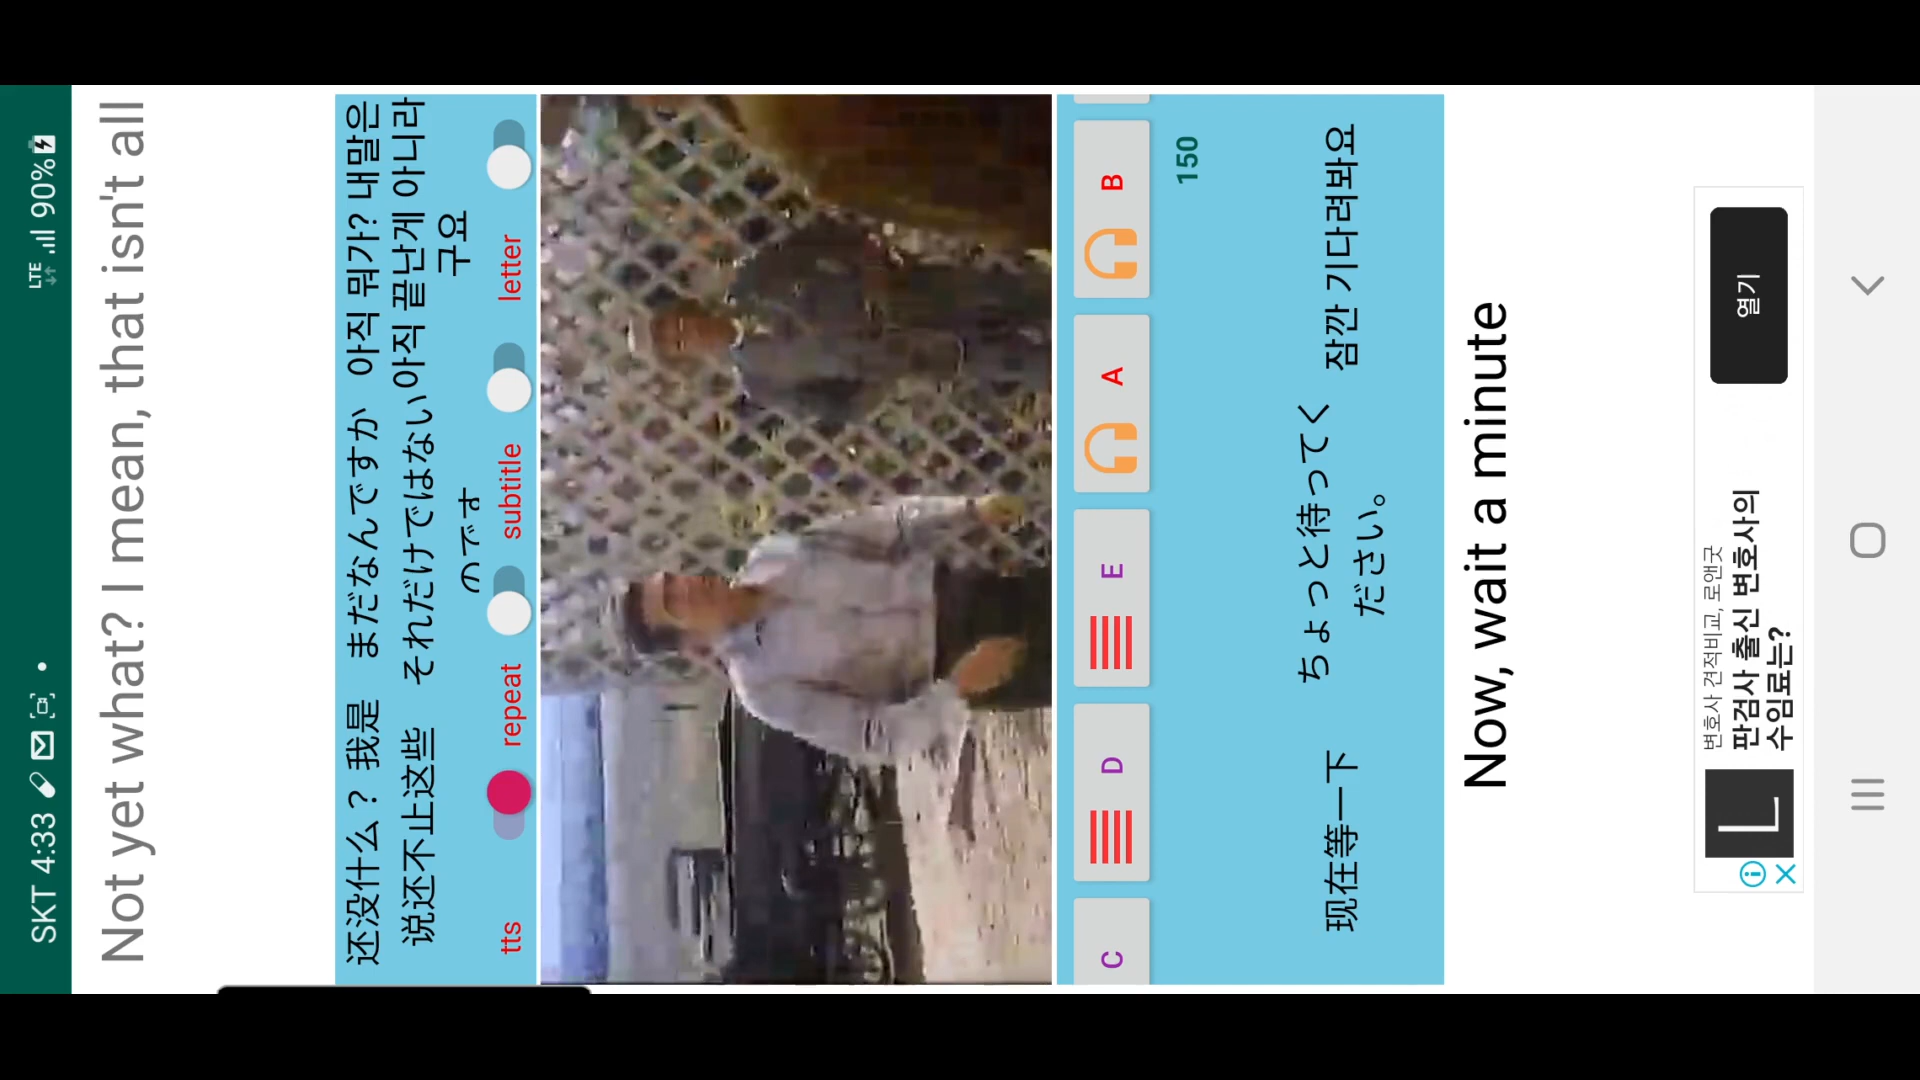 SKT 4:33
LTE
90%
Not yet what? I mean, that isn't all
还没什么？我是
说还不止这些
まだなんですか
それだけではない
のです
아직 뭐가? 내말은
아직 끝난게 아니라
구요
tts
repeat
subtitle
letter
C
D
E
A
B
150
现在等一下
ちょっと待ってく
ださい。
잠깐 기다려봐요
Now, wait a minute
L
변호사 견적비교, 로앤굿
판검사 출신 변호사의
수임료는?
열기